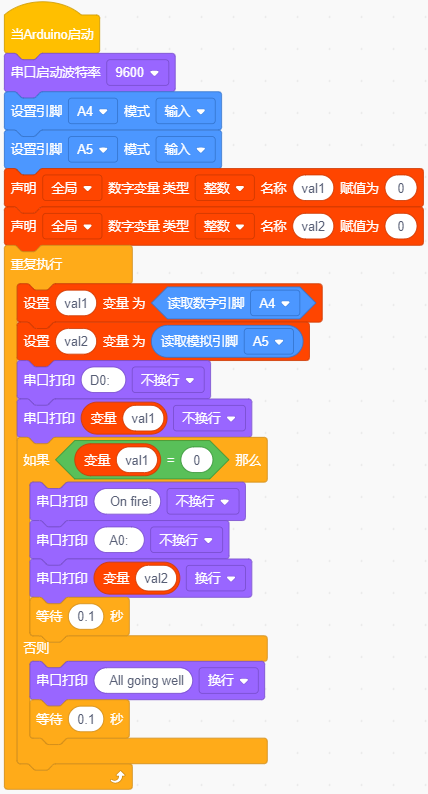 当Arduino启动
串口启动波特率 9600
设置引脚 A4 模式 输入
设置引脚 A5 模式 输入
声明 全局 数字变量 类型 整数 名称 val1 赋值为 0
声明 全局 数字变量 类型 整数 名称 val2 赋值为 0
重复执行
设置 val1 变量 为 读取数字引脚 A4
设置 val2 变量 为 读取模拟引脚 A5
串口打印 D0: 不换行
串口打印 变量 val1 不换行
如果 变量 val1 = 0 那么
串口打印 On fire! 不换行
串口打印 A0: 不换行
串口打印 变量 val2 换行
等待 0.1 秒
否则
串口打印 All going well 换行
等待 0.1 秒